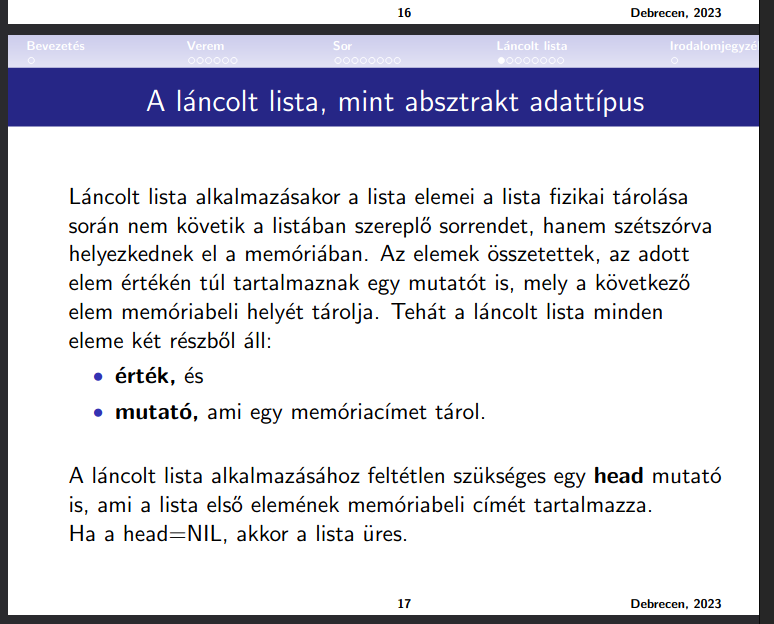 16 Debrecen, 2023
Bevezetés Verem Sor Láncolt lista Irodalomjegyzé
A láncolt lista, mint absztrakt adattípus
Láncolt lista alkalmazásakor a lista elemei a lista fizikai tárolása
során nem követik a listában szereplő sorrendet, hanem szétszórva
helyezkednek el a memóriában. Az elemek összetettek, az adott
elem értékén túl tartalmaznak egy mutatót is, mely a következő
elem memóriabeli helyét tárolja. Tehát a láncolt lista minden
eleme két részből áll:
• érték, és
• mutató, ami egy memóriacímet tárol.
A láncolt lista alkalmazásához feltétlen szükséges egy head mutató
is, ami a lista első elemének memóriabeli címét tartalmazza.
Ha a head=NIL, akkor a lista üres.
17 Debrecen, 2023